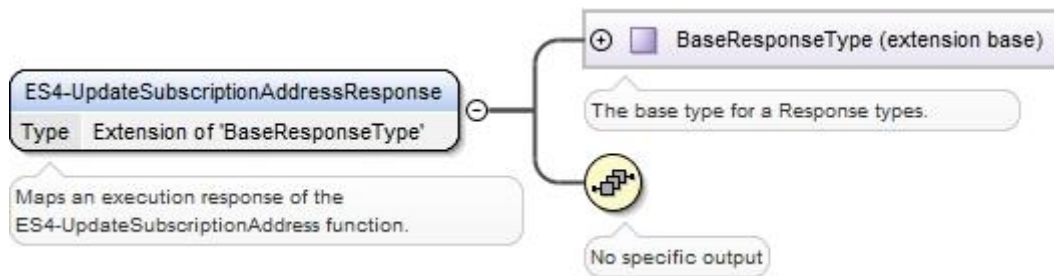 ES4-UpdateSubscriptionAddressResponse
Type Extension of 'BaseResponseType'
Maps an execution response of the
ES4-UpdateSubscriptionAddress function.
BaseResponseType (extension base)
The base type for a Response types.
No specific output